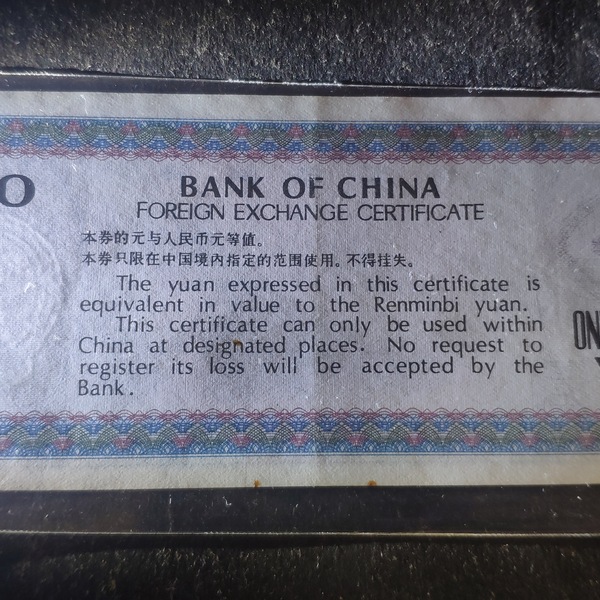 BANK OF CHINA
FOREIGN EXCHANGE CERTIFICATE
本券的元与人民币元等值。
本券只限在中国境内指定的范围使用。不得挂失。
The yuan expressed in this certificate is
equivalent in value to the Renminbi yuan.
This certificate can only be used within
China at designated places. No request to
register its loss will be accepted by the
Bank.
O
ON